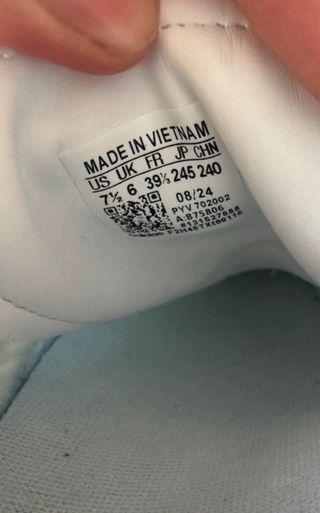 MADE IN VIETNAM
US UK FR JP CHN
7½ 6 39⅓ 245 240
08/24
PYV 702002
A:B75806